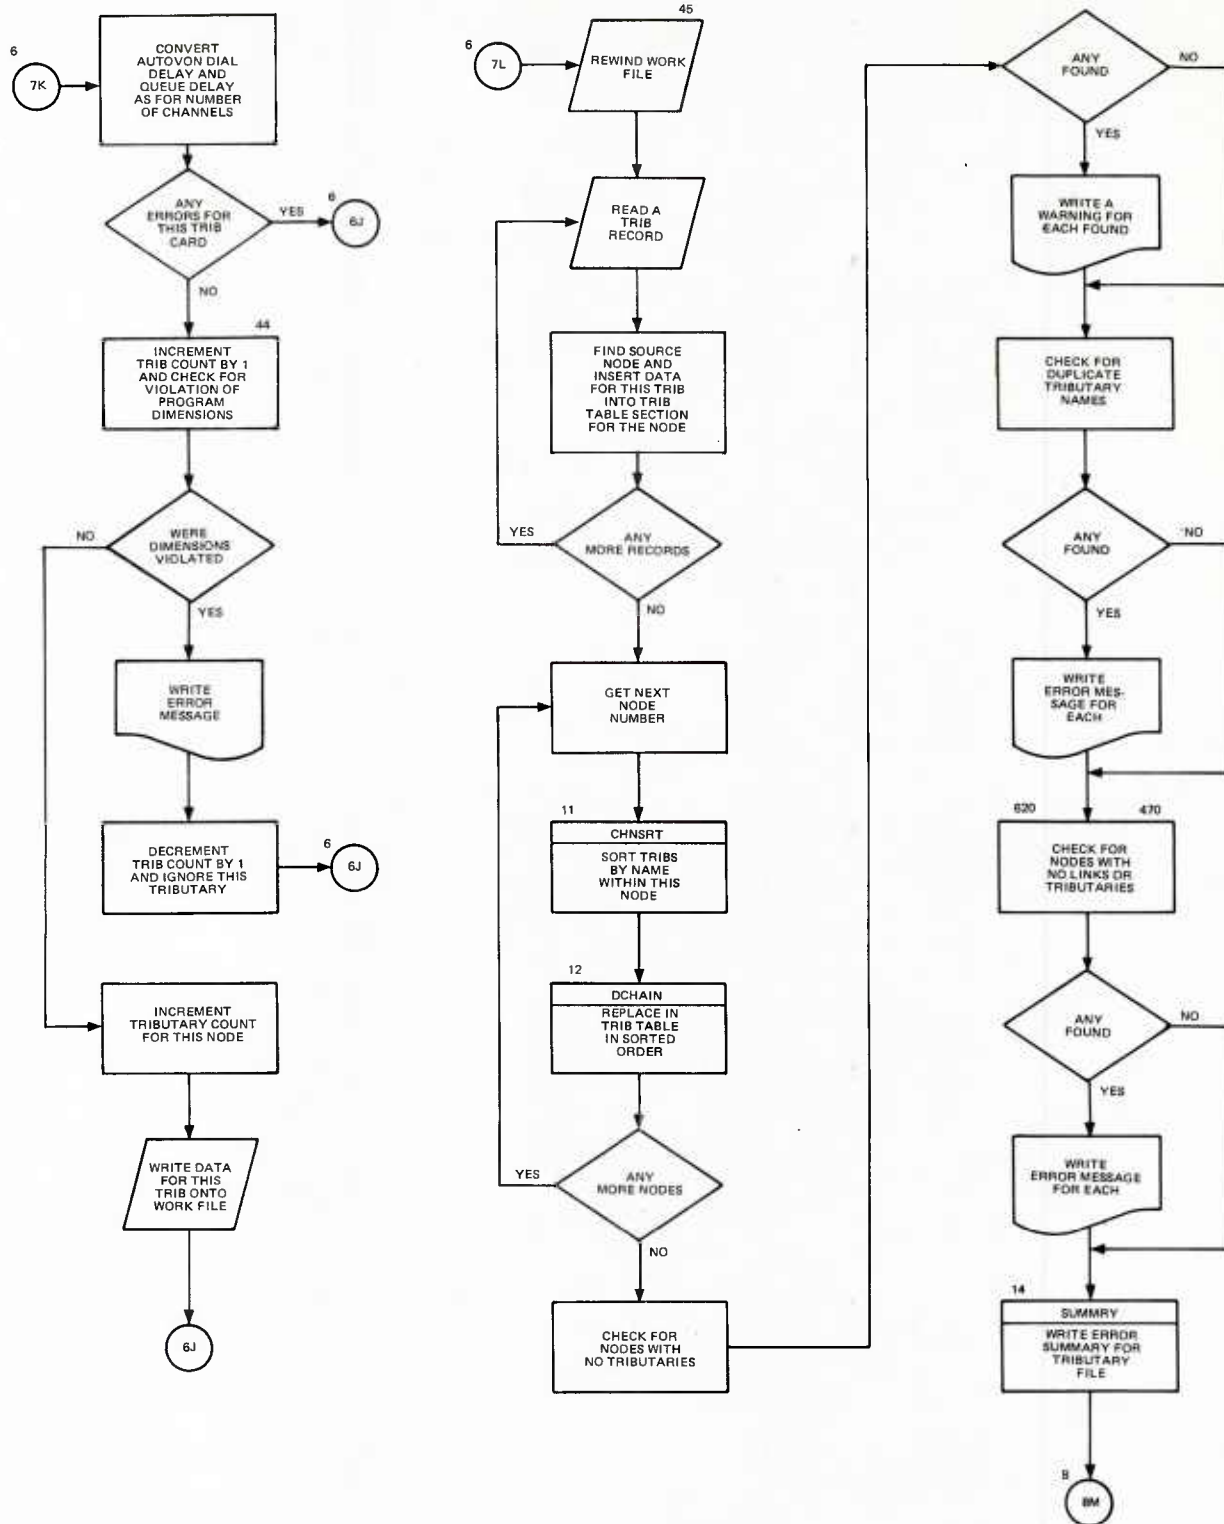 6
7K
CONVERT
AUTOVON DIAL
DELAY AND
QUEUE DELAY
AS FOR NUMBER
OF CHANNELS
ANY
ERRORS FOR
THIS TRIB
CARD
YES
6
6J
NO
44
INCREMENT
TRIB COUNT BY 1
AND CHECK FOR
VIOLATION OF
PROGRAM
DIMENSIONS
NO
WERE
DIMENSIONS
VIOLATED
YES
WRITE
ERROR
MESSAGE
DECREMENT
TRIB COUNT BY 1
AND IGNORE THIS
TRIBUTARY
6
6J
INCREMENT
TRIBUTARY COUNT
FOR THIS NODE
WRITE DATA
FOR THIS
TRIB ONTO
WORK FILE
6J
6
7L
45
REWIND WORK
FILE
READ A
TRIB
RECORD
FIND SOURCE
NODE AND
INSERT DATA
FOR THIS TRIB
INTO TRIB
TABLE SECTION
FOR THE NODE
YES
ANY
MORE RECORDS
NO
GET NEXT
NODE
NUMBER
11
CHNSRT
SORT TRIBS
BY NAME
WITHIN THIS
NODE
12
DCHAIN
REPLACE IN
TRIB TABLE
IN SORTED
ORDER
YES
ANY
MORE NODES
NO
CHECK FOR
NODES WITH
NO TRIBUTARIES
ANY
FOUND
NO
YES
WRITE A
WARNING FOR
EACH FOUND
CHECK FOR
DUPLICATE
TRIBUTARY
NAMES
ANY
FOUND
NO
YES
WRITE
ERROR MES-
SAGE FOR
EACH
620
470
CHECK FOR
NODES WITH
NO LINKS OR
TRIBUTARIES
ANY
FOUND
NO
YES
WRITE
ERROR MESSAGE
FOR EACH
14
SUMMRY
WRITE ERROR
SUMMARY FOR
TRIBUTARY
FILE
8
8M